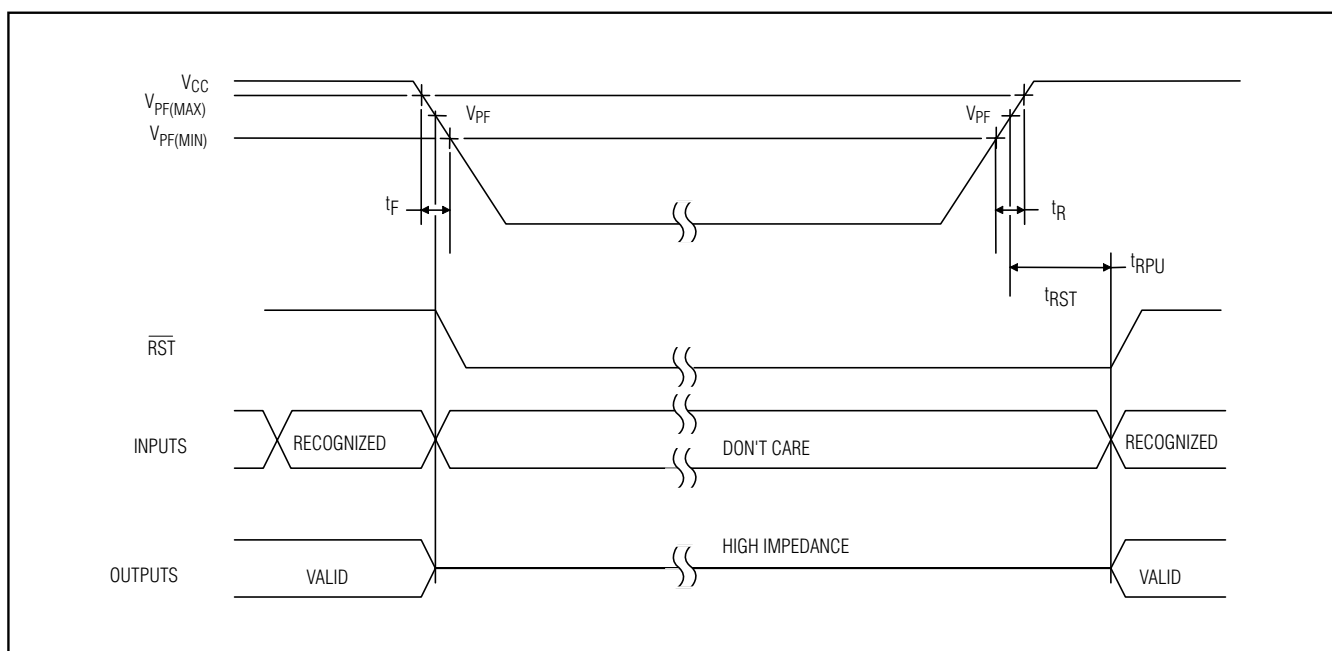 VCC
VPF(MAX)
VPF VPF
VPF(MIN)
tF tR
tRPU
tRST
RST
INPUTS RECOGNIZED DON'T CARE RECOGNIZED
HIGH IMPEDANCE
OUTPUTS VALID VALID